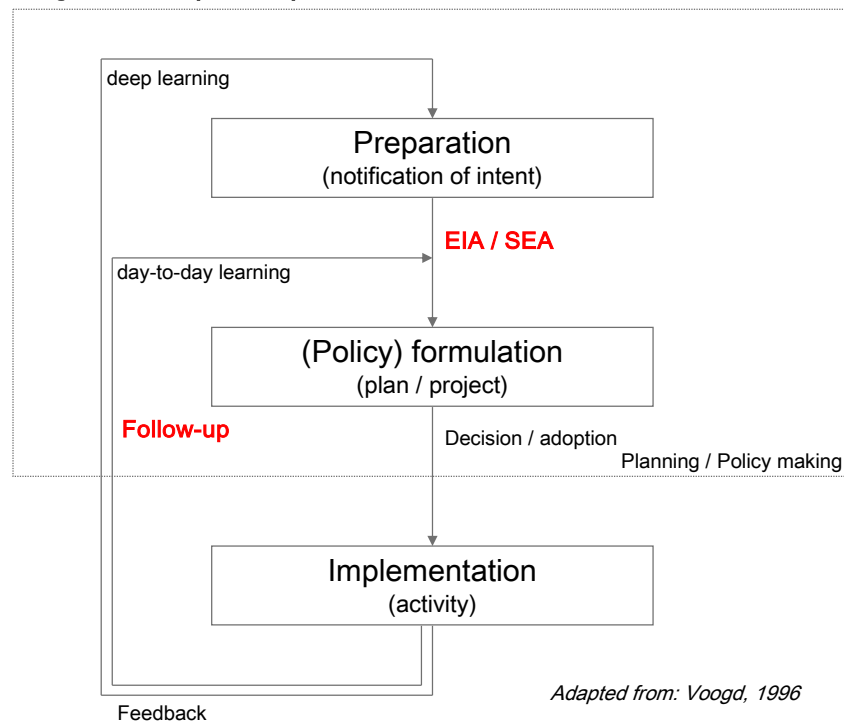 deep learning
Preparation
(notification of intent)
EIA / SEA
day-to-day learning
(Policy) formulation
(plan / project)
Follow-up
Decision / adoption
Planning / Policy making
Implementation
(activity)
Adapted from: Voogd, 1996
Feedback